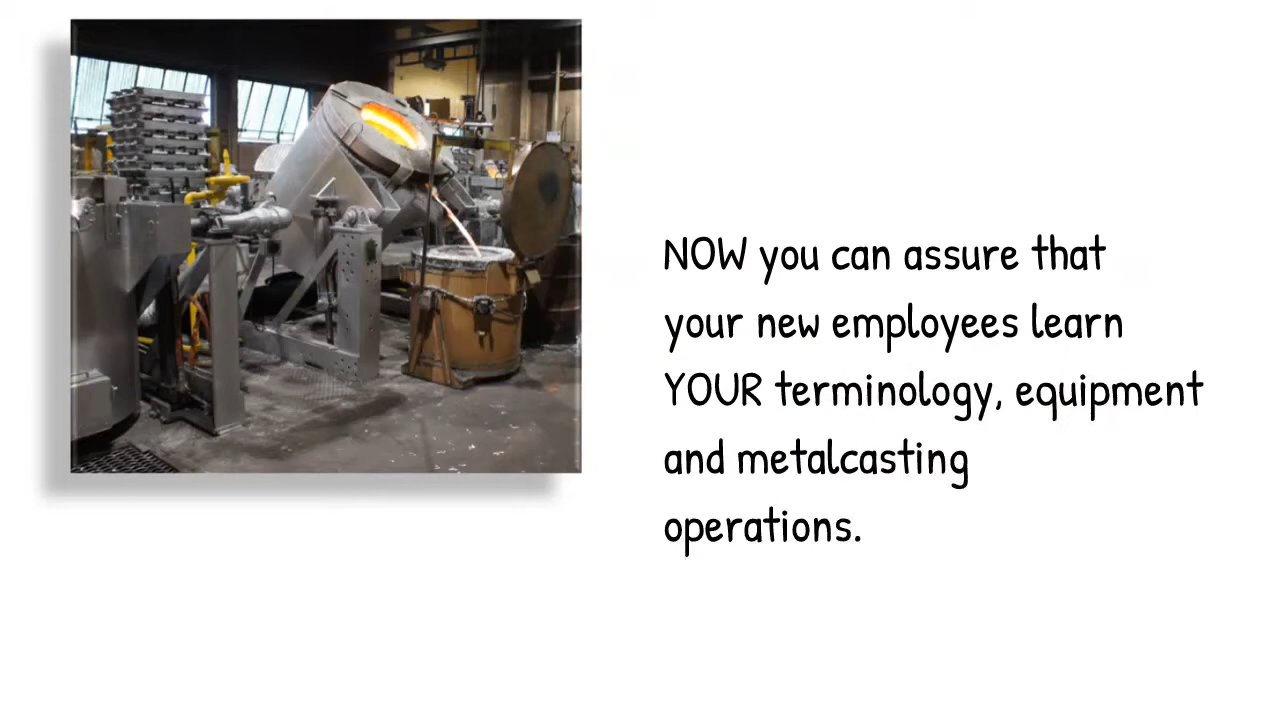 NOW you can assure that
your new employees learn
YOUR terminology, equipment
and metalcasting
operations.